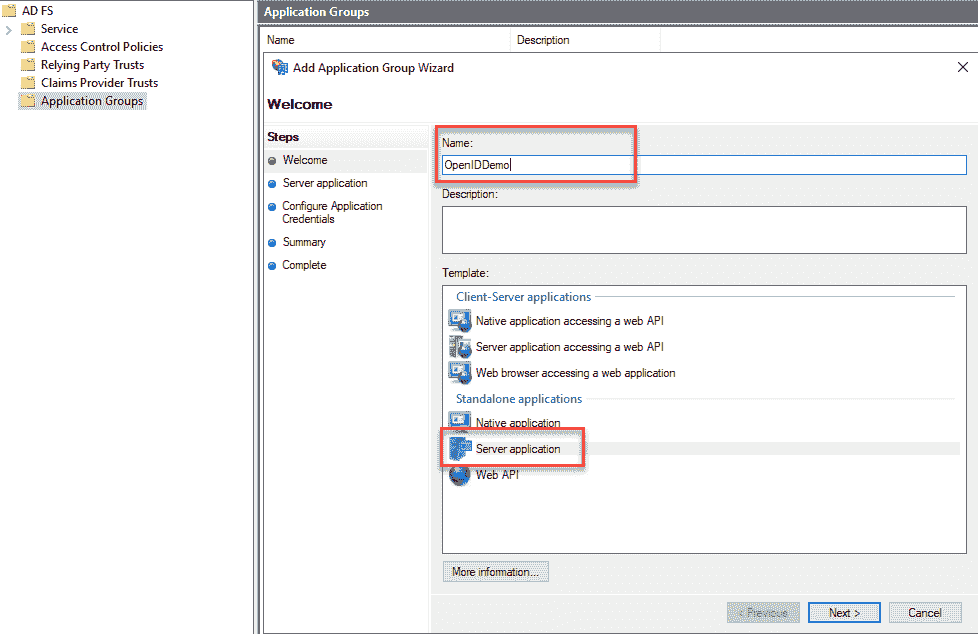 AD FS
Service
Access Control Policies
Relying Party Trusts
Claims Provider Trusts
Application Groups
Application Groups
Name Description
Add Application Group Wizard
Welcome
Steps
Welcome
Server application
Configure Application
Credentials
Summary
Complete
Name:
OpenIDDemo
Description:
Template:
Client-Server applications
Native application accessing a web API
Server application accessing a web API
Web browser accessing a web application
Standalone applications
Native application
Server application
Web API
More information...
< Previous Next > Cancel